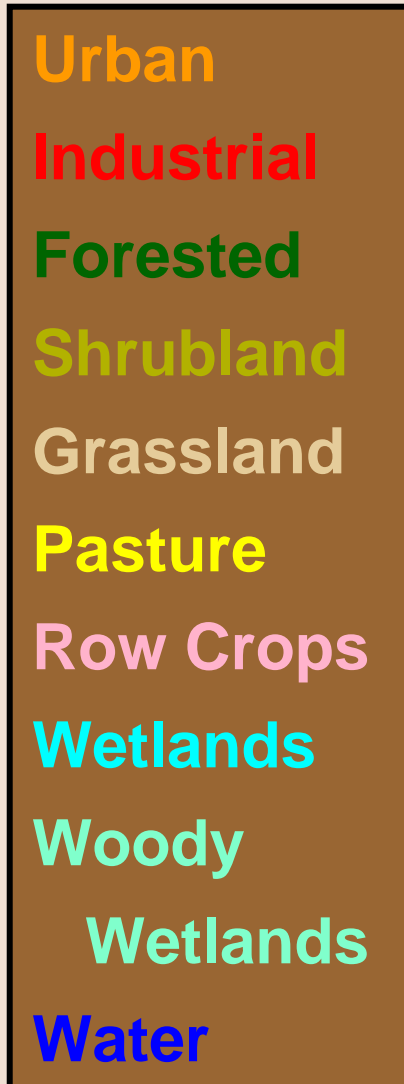 Urban
Industrial
Forested
Shrubland
Grassland
Pasture
Row Crops
Wetlands
Woody
Wetlands
Water